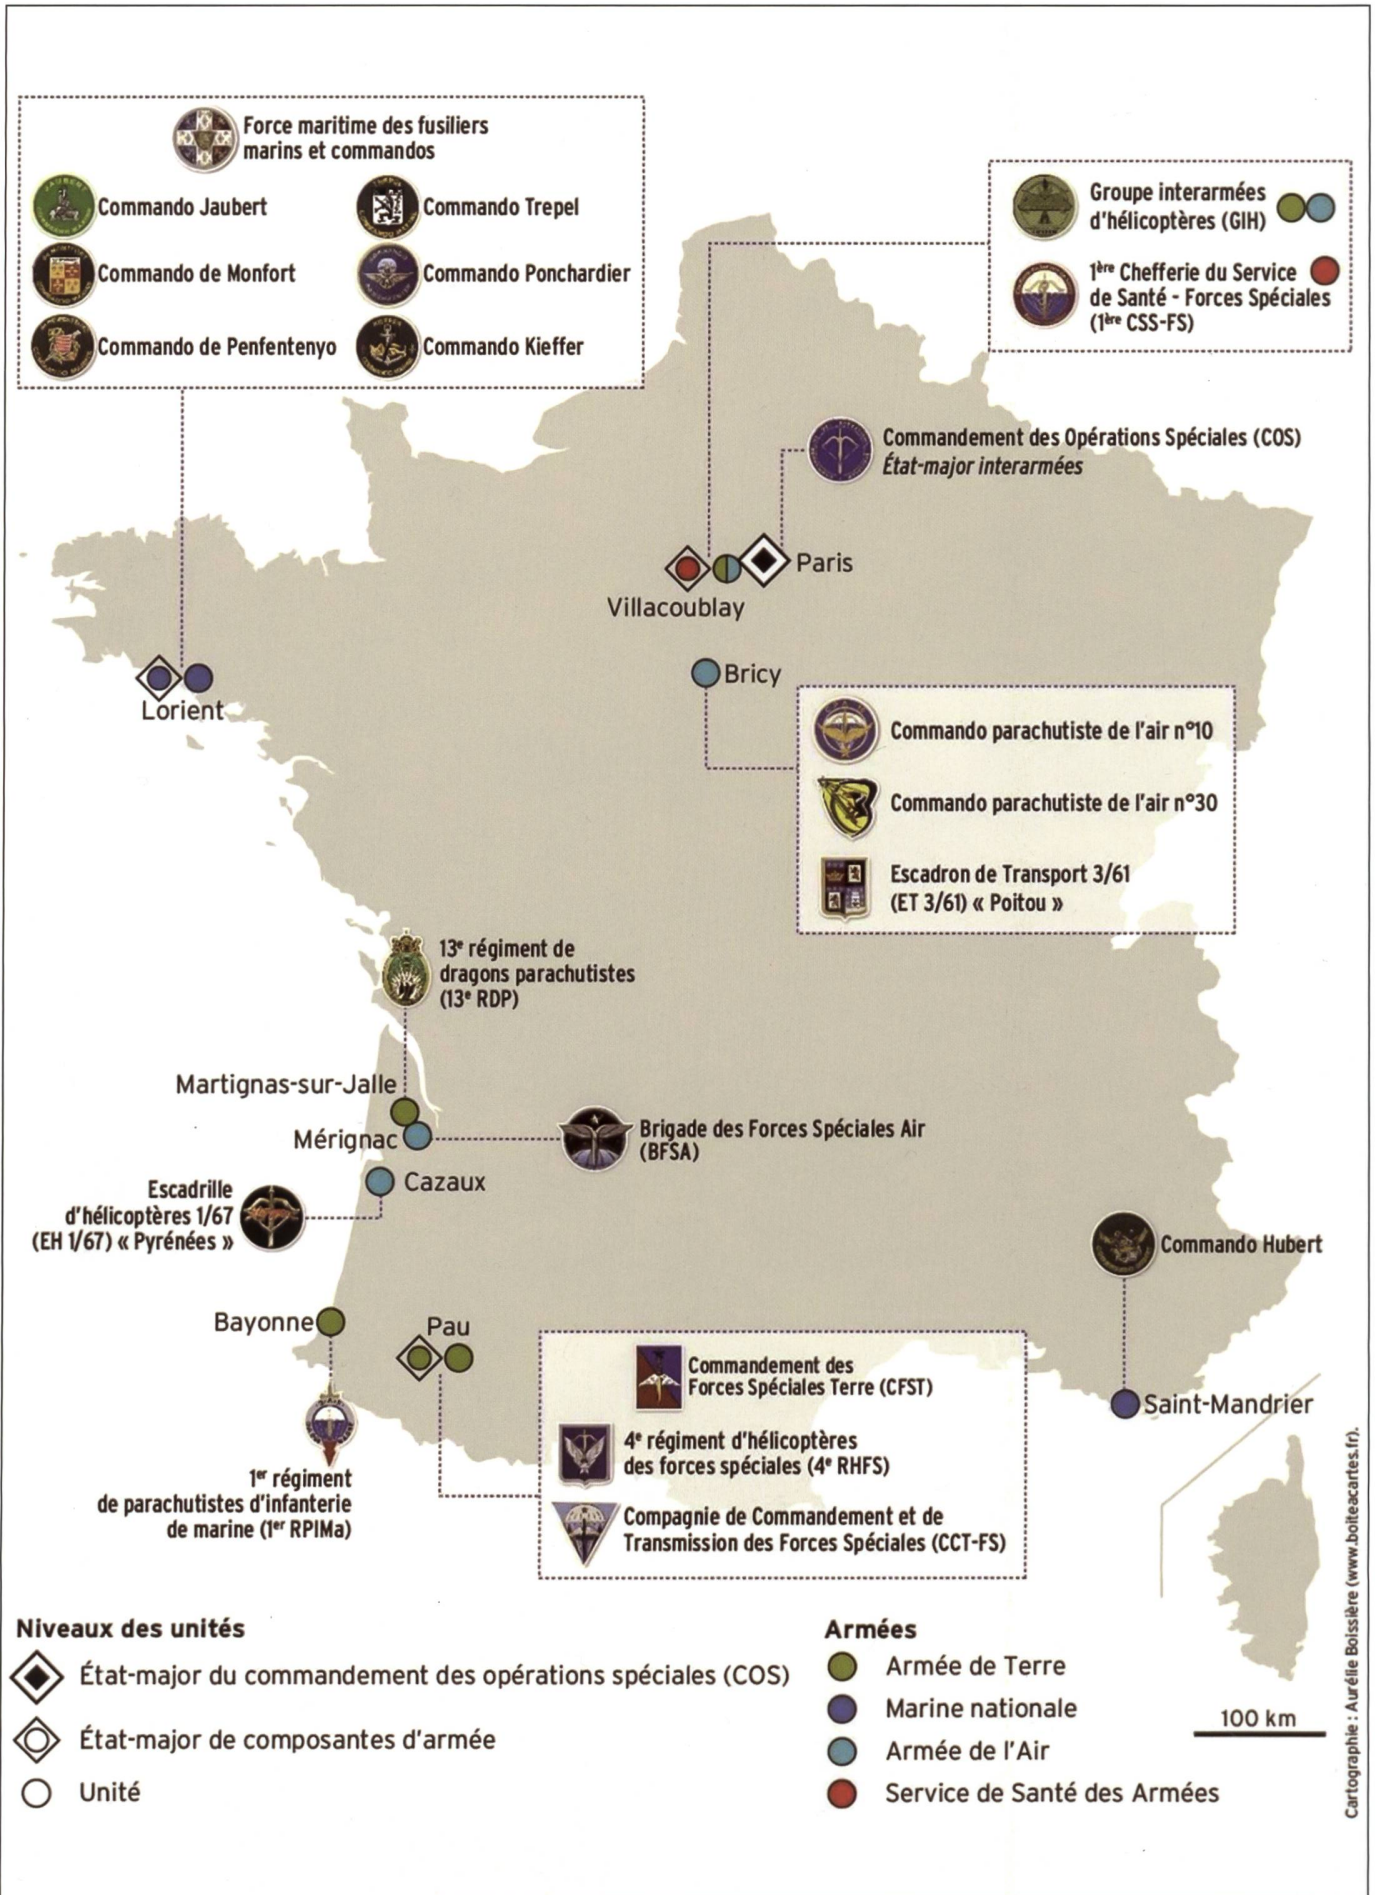 Force maritime des fusiliers
marins et commandos
Commando Jaubert
Commando Trepel
Commando de Monfort
Commando Ponchardier
Commando de Penfentenyo
Commando Kieffer
Groupe interarmées
d'hélicoptères (GIH)
1ère Chefferie du Service
de Santé - Forces Spéciales
(1ère CSS-FS)
Commandement des Opérations Spéciales (COS)
État-major interarmées
Paris
Villacoublay
Lorient
Bricy
Commando parachutiste de l'air n°10
Commando parachutiste de l'air n°30
Escadron de Transport 3/61
(ET 3/61) « Poitou »
13e régiment de
dragons parachutistes
(13e RDP)
Martignas-sur-Jalle
Mérignac
Brigade des Forces Spéciales Air
(BFSA)
Cazaux
Escadrille
d'hélicoptères 1/67
(EH 1/67) « Pyrénées »
Commando Hubert
Bayonne
Pau
Commandement des
Forces Spéciales Terre (CFST)
4e régiment d'hélicoptères
des forces spéciales (4e RHFS)
Compagnie de Commandement et de
Transmission des Forces Spéciales (CCT-FS)
Saint-Mandrier
1er régiment
de parachutistes d'infanterie
de marine (1er RPIMa)
Niveaux des unités
État-major du commandement des opérations spéciales (COS)
État-major de composantes d'armée
Unité
Armées
Armée de Terre
Marine nationale
Armée de l'Air
Service de Santé des Armées
100 km
Cartographie : Aurélie Boissière (www.boiteacartes.fr).